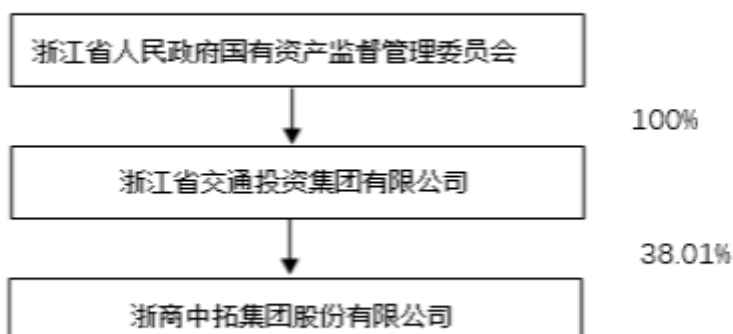 浙江省人民政府国有资产监督管理委员会
100%
浙江省交通投资集团有限公司
38.01%
浙商中拓集团股份有限公司